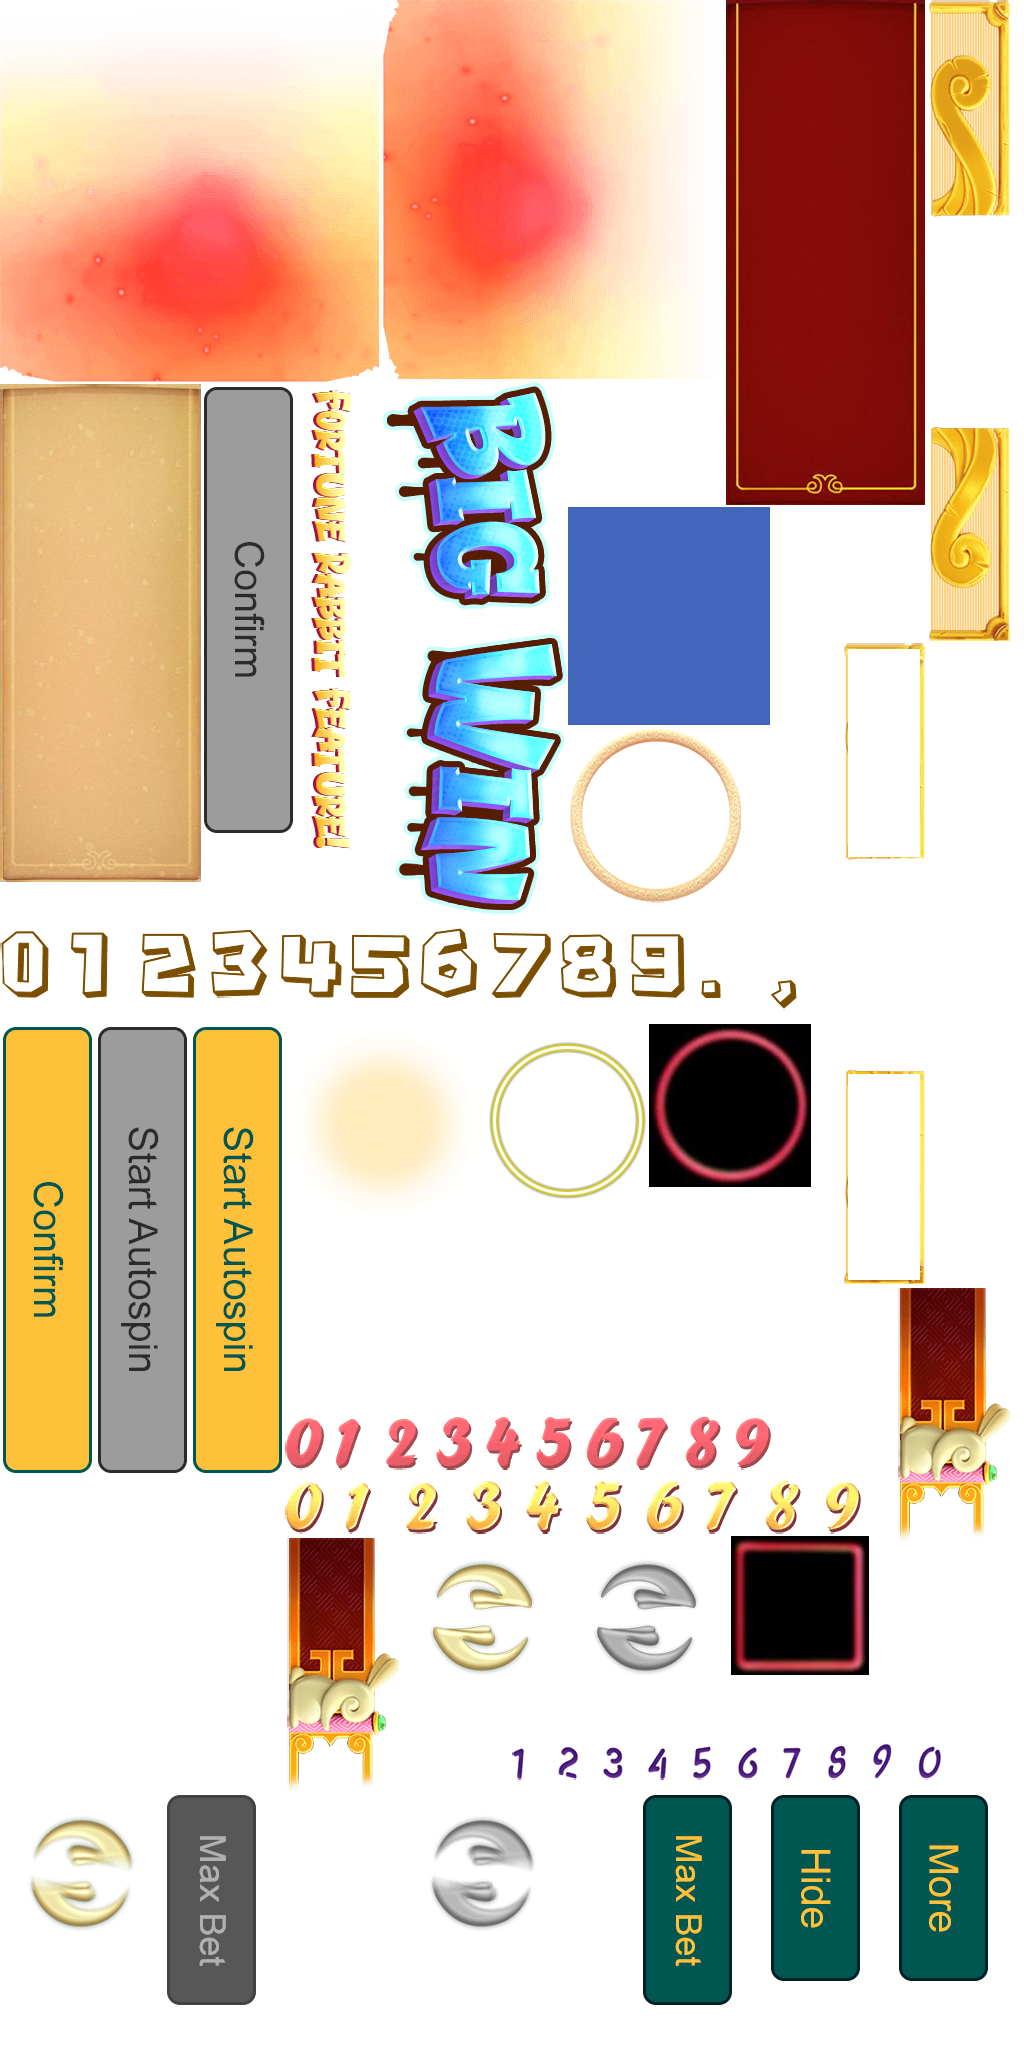 Confirm
FORTUNE RABBIT FEATURE!
BIG WIN
0123456789.,
Confirm
Start Autospin
Start Autospin
0123456789
0123456789
1234567890
Max Bet
Max Bet
Hide
More